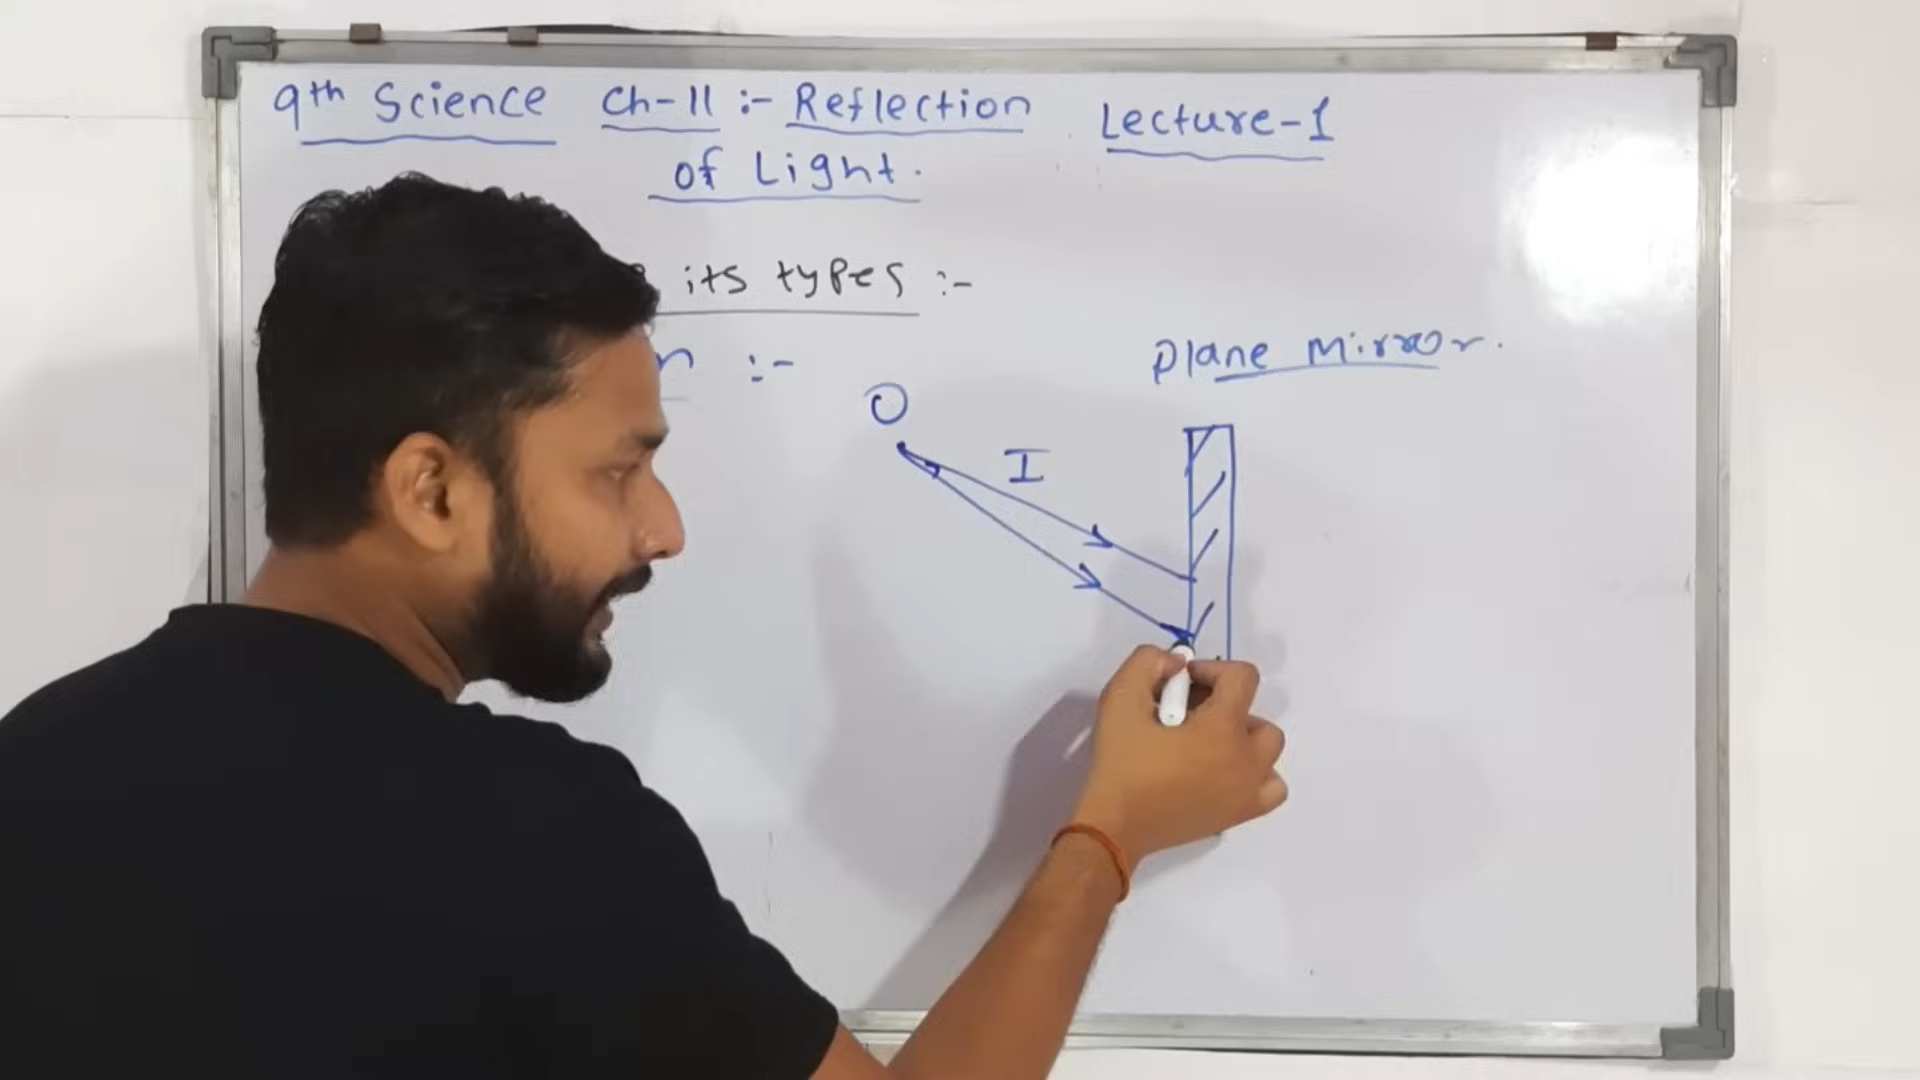 9th Science Ch-11 :- Reflection Lecture-1
of Light.
its types :-
:-
Plane Mirror.
O
I